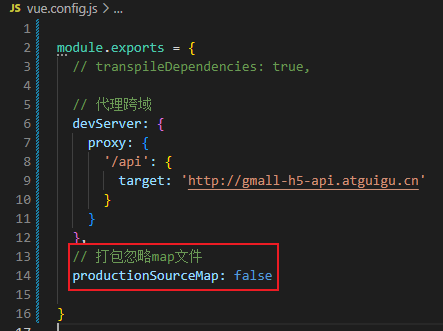 JS vue.config.js > ...
1
2 module.exports = {
3 // transpileDependencies: true,
4
5 // 代理跨域
6 devServer: {
7 proxy: {
8 '/api': {
9 target: 'http://gmall-h5-api.atguigu.cn'
10 }
11 }
12 },
13 // 打包忽略map文件
14 productionSourceMap: false
15
16 }
17